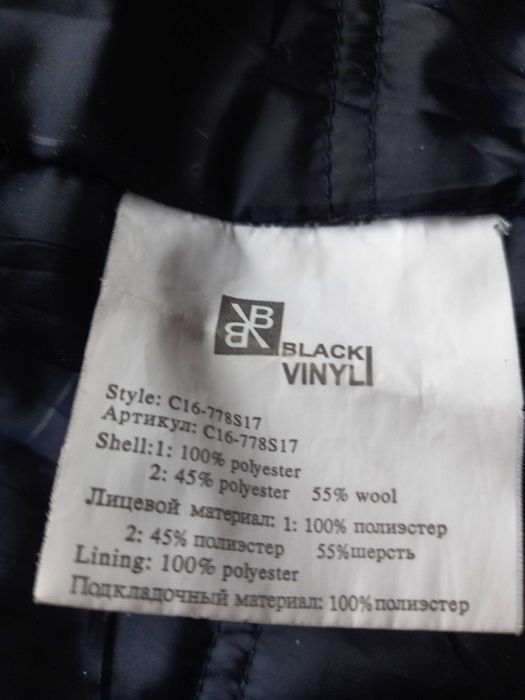 BLACK
VINYL
Style: C16-778S17
Артикул: C16-778S17
Shell:1: 100% polyester
2: 45% polyester 55% wool
Лицевой материал: 1: 100% полиэстер
2: 45% полиэстер 55%шерсть
Lining: 100% polyester
Подкладочный материал: 100%полиэстер